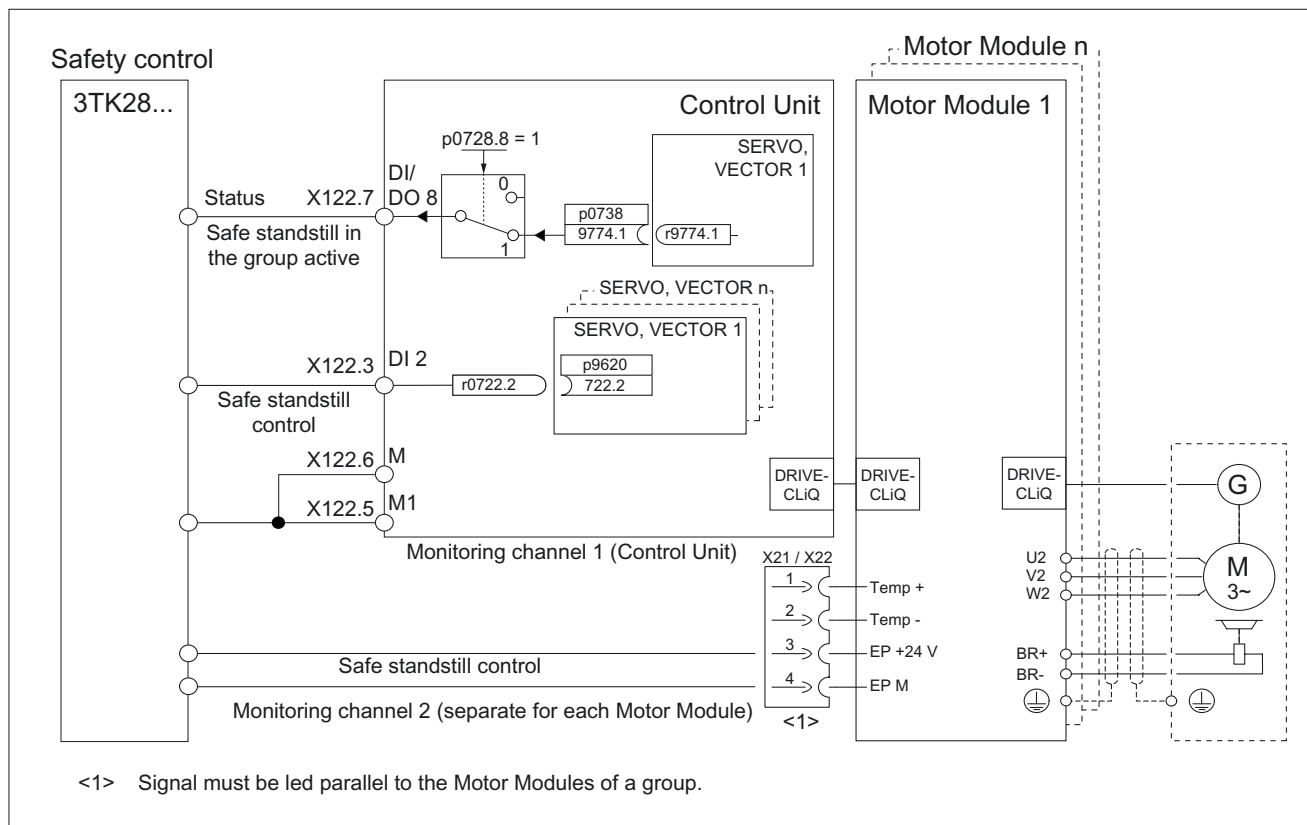 Safety control
3TK28...
Status
X122.7
Safe standstill in
the group active
X122.3
Safe standstill
control
X122.6
X122.5
Control Unit
p0728.8 = 1
DI/
DO 8
0
1
p0738
9774.1
r9774.1
SERVO,
VECTOR 1
SERVO, VECTOR n
SERVO, VECTOR 1
DI 2
r0722.2
p9620
722.2
M
M1
DRIVE-
CLiQ
Monitoring channel 1 (Control Unit)
Motor Module n
Motor Module 1
DRIVE-
CLiQ
DRIVE-
CLiQ
G
X21 / X22
1
Temp +
2
Temp -
3
EP +24 V
4
EP M
<1>
U2
V2
W2
M
3~
BR+
BR-
Safe standstill control
Monitoring channel 2 (separate for each Motor Module)
<1> Signal must be led parallel to the Motor Modules of a group.